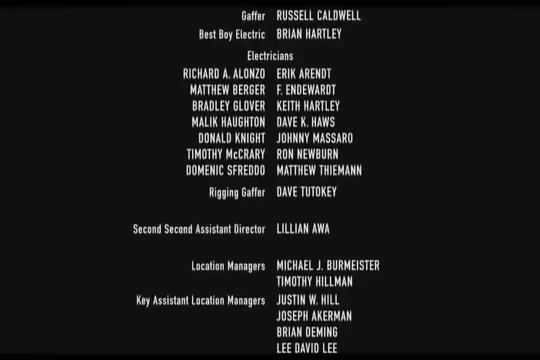 Gaffer RUSSELL CALDWELL
Best Boy Electric BRIAN HARTLEY
Electricians
RICHARD A. ALONZO ERIK ARENDT
MATTHEW BERGER F. ENDEWARDT
BRADLEY GLOVER KEITH HARTLEY
MALIK HAUGHTON DAVE K. HAWS
DONALD KNIGHT JOHNNY MASSARO
TIMOTHY McCRARY RON NEWBURN
DOMENIC SFREDDO MATTHEW THIEMANN
Rigging Gaffer DAVE TUTOKEY
Second Second Assistant Director LILLIAN AWA
Location Managers MICHAEL J. BURMEISTER
TIMOTHY HILLMAN
Key Assistant Location Managers JUSTIN W. HILL
JOSEPH AKERMAN
BRIAN DEMING
LEE DAVID LEE